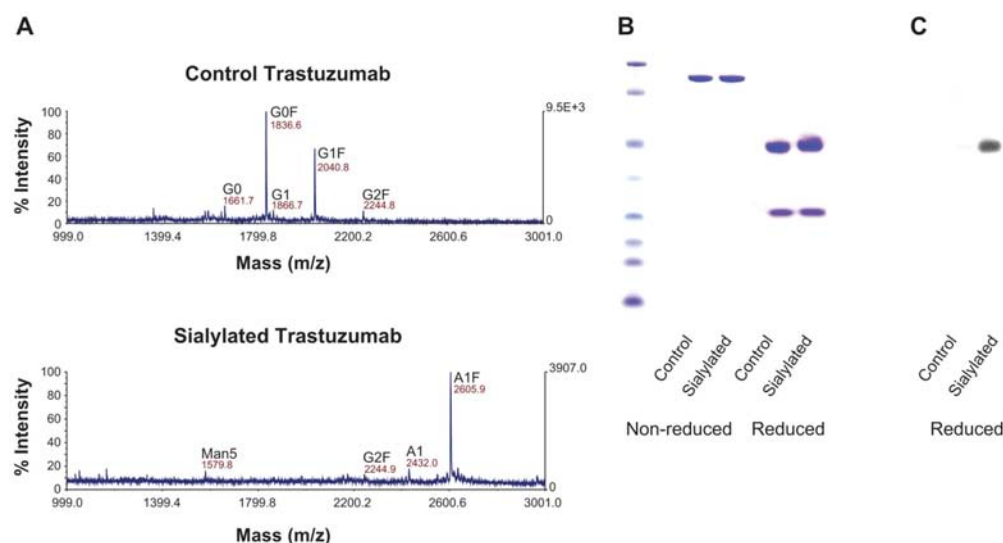 A
Control Trastuzumab
% Intensity
100
80
60
40
20
0
9.5E+3
0
G0F
1836.6
G1F
2040.8
G0
1661.7
G1
1866.7
G2F
2244.8
999.0 1399.4 1799.8 2200.2 2600.6 3001.0
Mass (m/z)
Sialylated Trastuzumab
% Intensity
100
80
60
40
20
0
3907.0
0
A1F
2605.9
Man5
1579.8
G2F
2244.9
A1
2432.0
999.0 1399.4 1799.8 2200.2 2600.6 3001.0
Mass (m/z)
B
Control
Sialylated
Control
Sialylated
Non-reduced Reduced
C
Control
Sialylated
Reduced